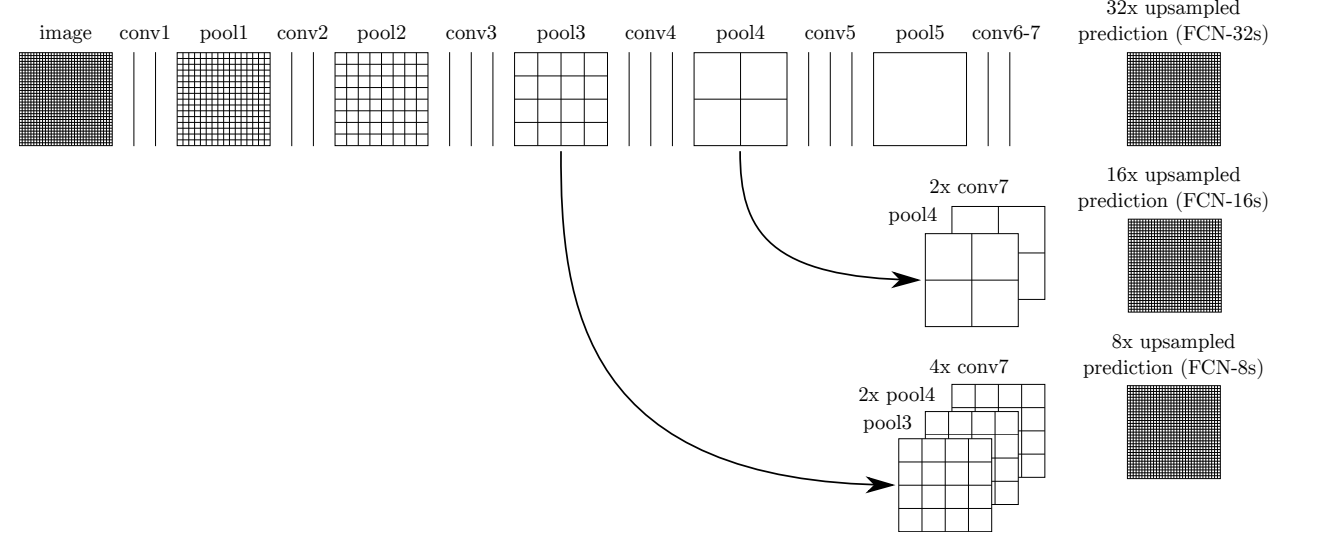 image
conv1
pool1
conv2
pool2
conv3
pool3
conv4
pool4
conv5
pool5
conv6-7
32x upsampled
prediction (FCN-32s)
2x conv7
pool4
16x upsampled
prediction (FCN-16s)
4x conv7
2x pool4
pool3
8x upsampled
prediction (FCN-8s)